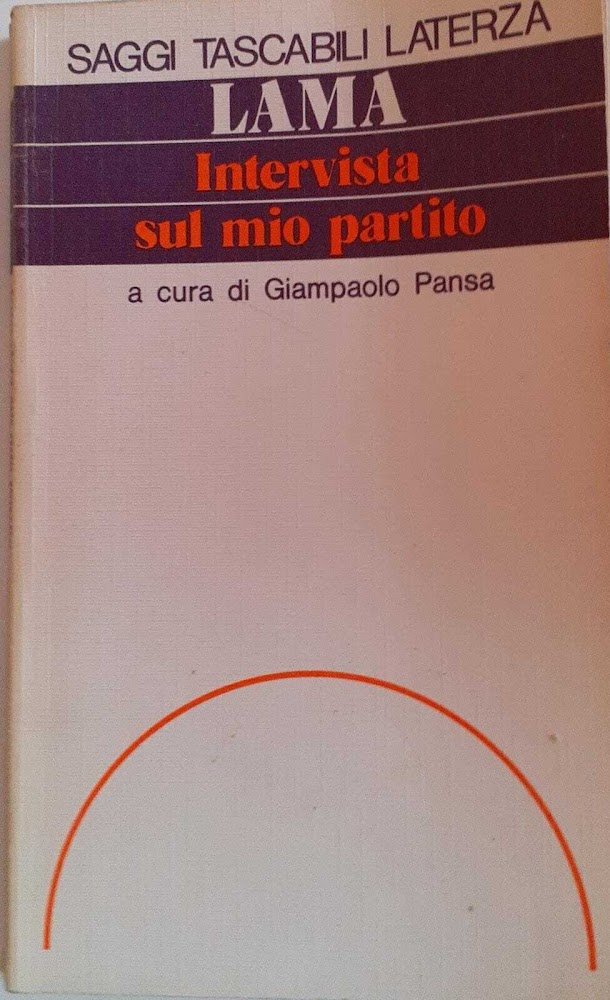 SAGGI TASCABILI LATERZA
LAMA
Intervista
sul mio partito
a cura di Giampaolo Pansa